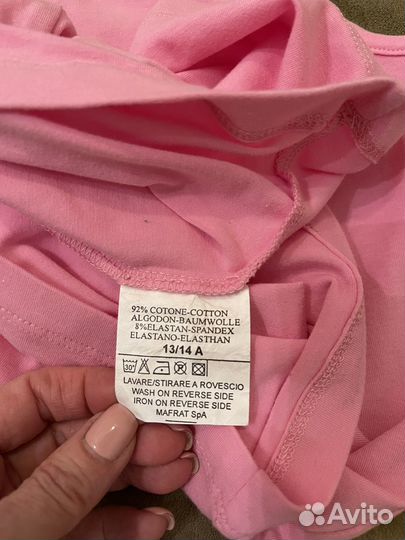 92% COTONE-COTTON
ALGODON-BAUMWOLLE
8%ELASTAN-SPANDEX
ELASTANO-ELASTHAN
13/14 A
30°
LAVARE/STIRARE A ROVESCIO
WASH ON REVERSE SIDE
IRON ON REVERSE SIDE
MAFRAT SpA
Avito